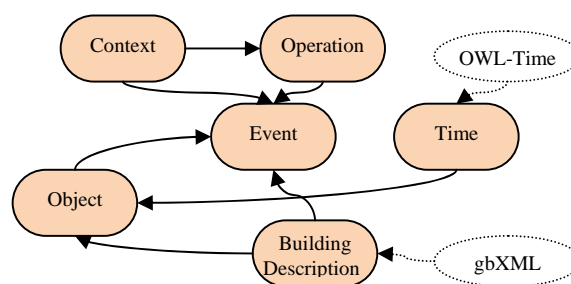 Context
Operation
OWL-Time
Event
Time
Object
Building
Description
gbXML